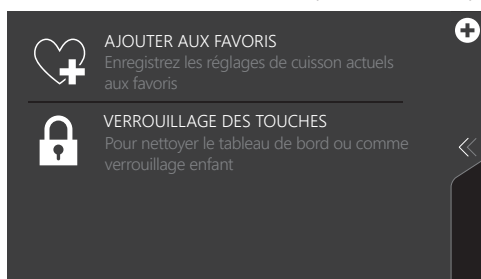 AJOUTER AUX FAVORIS
Enregistrez les réglages de cuisson actuels
aux favoris
VERROUILLAGE DES TOUCHES
Pour nettoyer le tableau de bord ou comme
verrouillage enfant